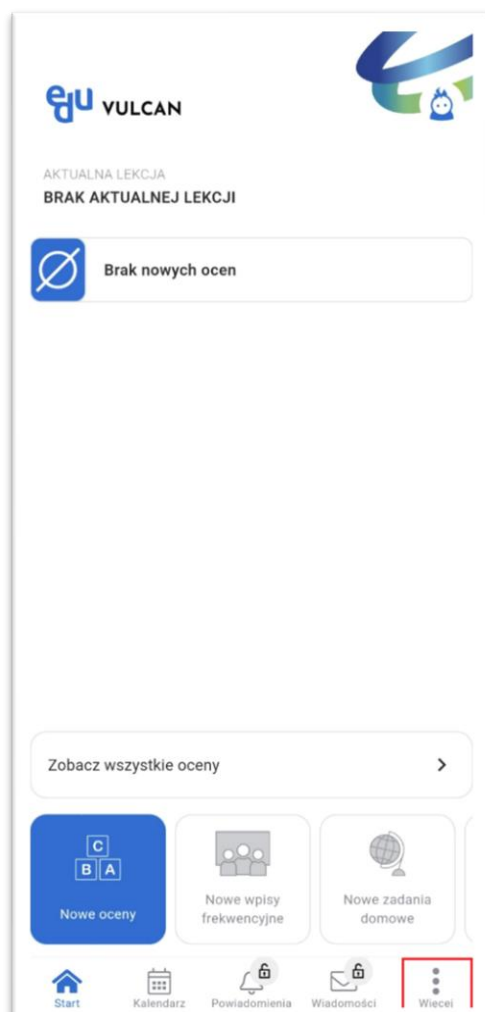 edu VULCAN
AKTUALNA LEKCJA
BRAK AKTUALNEJ LEKCJI
Brak nowych ocen
Zobacz wszystkie oceny
C
B A
Nowe oceny
Nowe wpisy
frekwencyjne
Nowe zadania
domowe
Start Kalendarz Powiadomienia Wiadomości Więcej